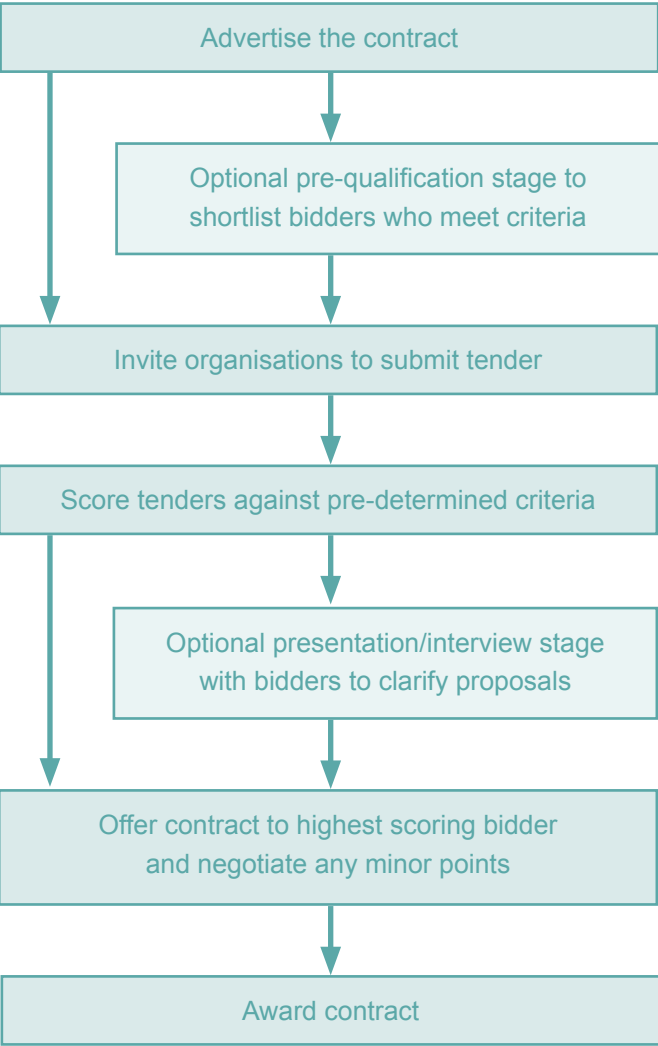 Advertise the contract
Optional pre-qualification stage to
shortlist bidders who meet criteria
Invite organisations to submit tender
Score tenders against pre-determined criteria
Optional presentation/interview stage
with bidders to clarify proposals
Offer contract to highest scoring bidder
and negotiate any minor points
Award contract